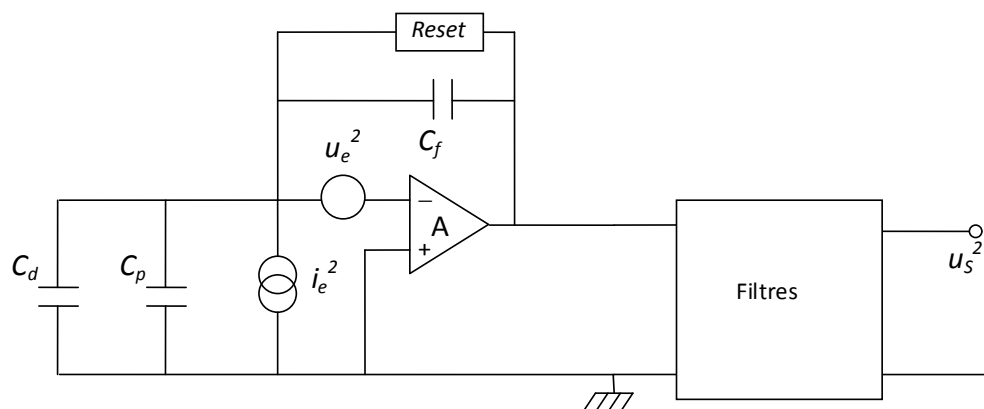 Reset
C_f
u_e^2
−
A
+
C_d
C_p
i_e^2
Filtres
u_S^2